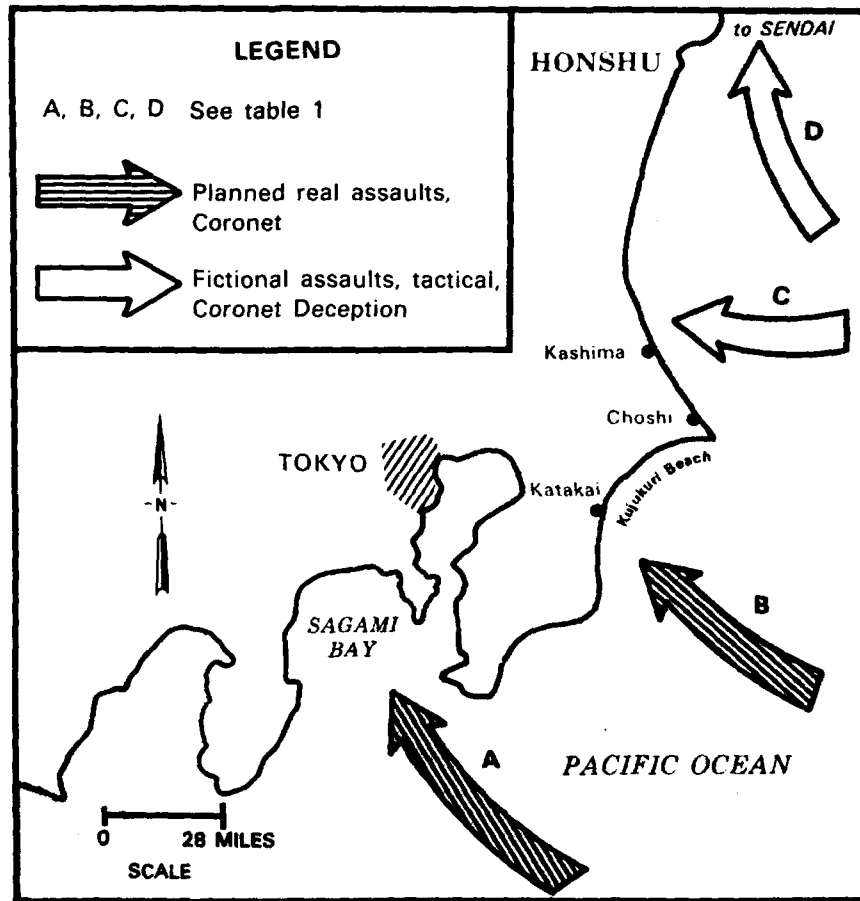 LEGEND
A, B, C, D See table 1
Planned real assaults,
Coronet
Fictional assaults, tactical,
Coronet Deception
to SENDAI
HONSHU
D
C
Kashima
Choshi
TOKYO
Katakai
Kujukuri Beach
N
B
SAGAMI
BAY
A
PACIFIC OCEAN
0 28 MILES
SCALE